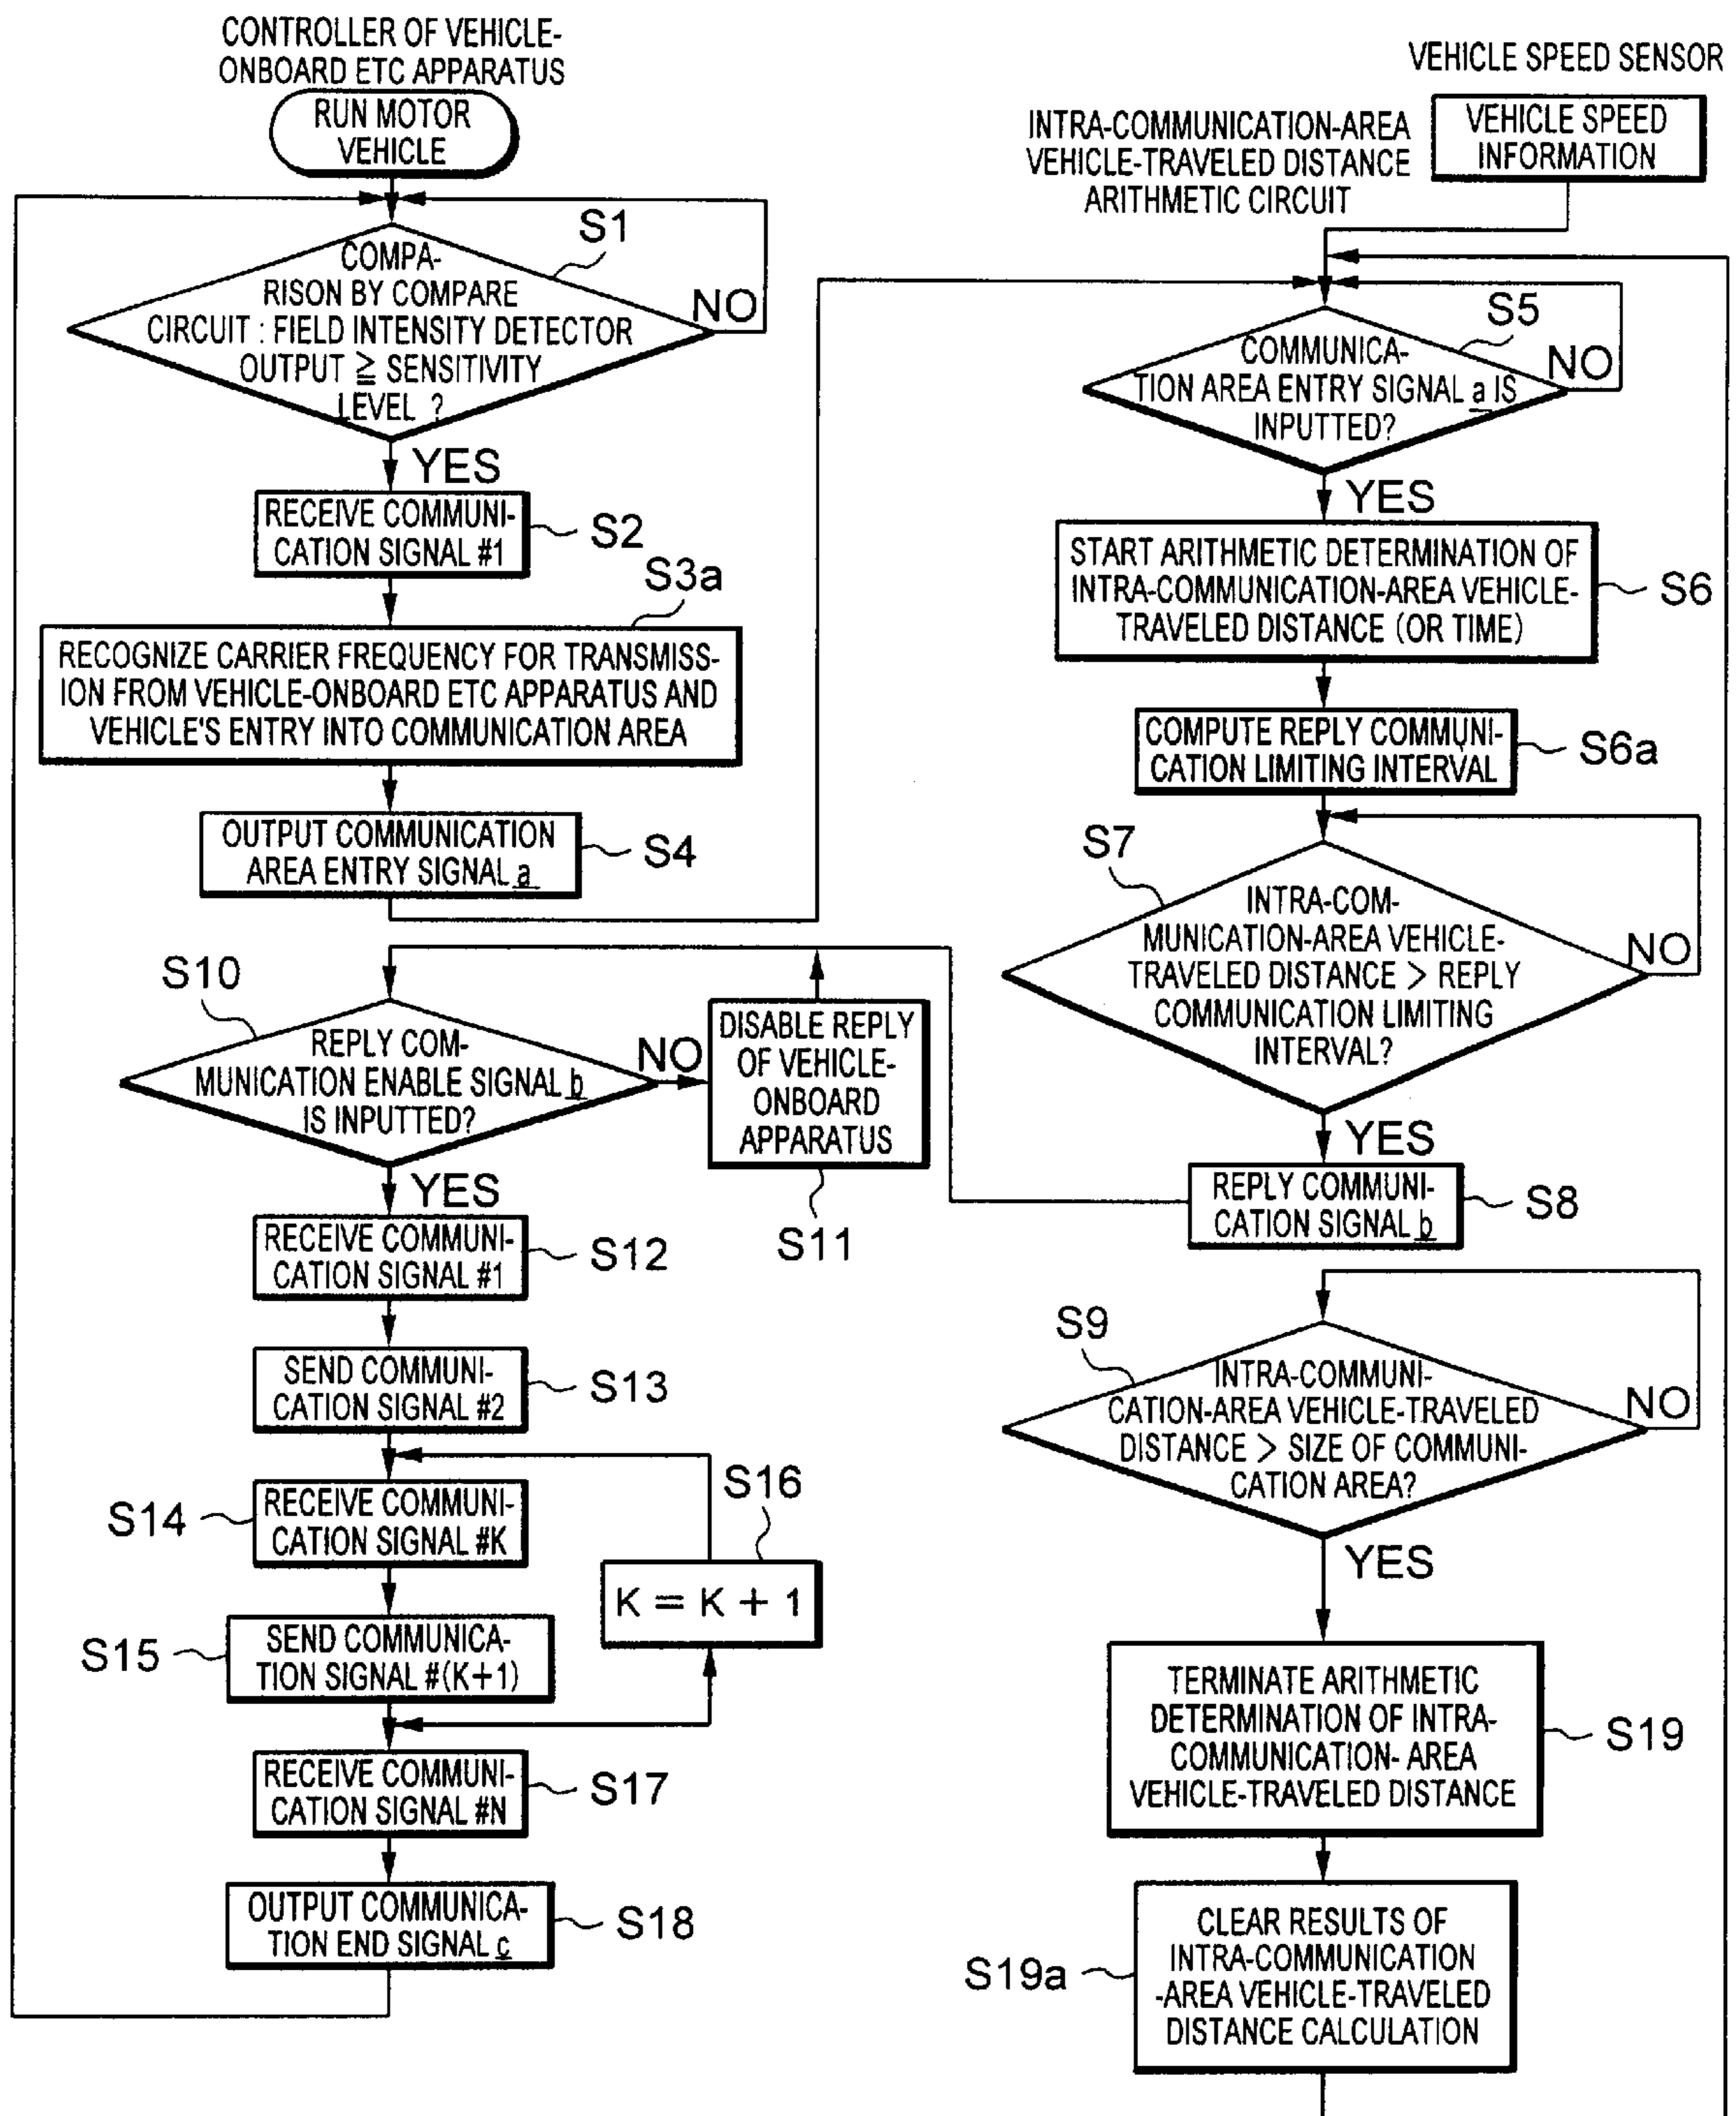 CONTROLLER OF VEHICLE-
ONBOARD ETC APPARATUS
RUN MOTOR
VEHICLE
S1
COMPA-
RISON BY COMPARE
CIRCUIT : FIELD INTENSITY DETECTOR
OUTPUT ≧ SENSITIVITY
LEVEL ?
NO
YES
RECEIVE COMMUNI-
CATION SIGNAL #1
S2
S3a
RECOGNIZE CARRIER FREQUENCY FOR TRANSMISS-
ION FROM VEHICLE-ONBOARD ETC APPARATUS AND
VEHICLE'S ENTRY INTO COMMUNICATION AREA
OUTPUT COMMUNICATION
AREA ENTRY SIGNAL a
S4
S10
REPLY COM-
MUNICATION ENABLE SIGNAL b
IS INPUTTED?
NO
DISABLE REPLY
OF VEHICLE-
ONBOARD
APPARATUS
S11
YES
RECEIVE COMMUNI-
CATION SIGNAL #1
S12
SEND COMMUNI-
CATION SIGNAL #2
S13
S14
RECEIVE COMMUNI-
CATION SIGNAL #K
S16
K = K + 1
S15
SEND COMMUNICA-
TION SIGNAL #(K+1)
RECEIVE COMMUNI-
CATION SIGNAL #N
S17
OUTPUT COMMUNICA-
TION END SIGNAL c
S18
VEHICLE SPEED SENSOR
VEHICLE SPEED
INFORMATION
INTRA-COMMUNICATION-AREA
VEHICLE-TRAVELED DISTANCE
ARITHMETIC CIRCUIT
S5
COMMUNICA-
TION AREA ENTRY SIGNAL a IS
INPUTTED?
NO
YES
START ARITHMETIC DETERMINATION OF
INTRA-COMMUNICATION-AREA VEHICLE-
TRAVELED DISTANCE (OR TIME)
S6
COMPUTE REPLY COMMUNI-
CATION LIMITING INTERVAL
S6a
S7
INTRA-COM-
MUNICATION-AREA VEHICLE-
TRAVELED DISTANCE > REPLY
COMMUNICATION LIMITING
INTERVAL?
NO
YES
REPLY COMMUNI-
CATION SIGNAL b
S8
S9
INTRA-COMMUNI-
CATION-AREA VEHICLE-TRAVELED
DISTANCE > SIZE OF COMMUNI-
CATION AREA?
NO
YES
TERMINATE ARITHMETIC
DETERMINATION OF INTRA-
COMMUNICATION- AREA
VEHICLE-TRAVELED DISTANCE
S19
S19a
CLEAR RESULTS OF
INTRA-COMMUNICATION
-AREA VEHICLE-TRAVELED
DISTANCE CALCULATION